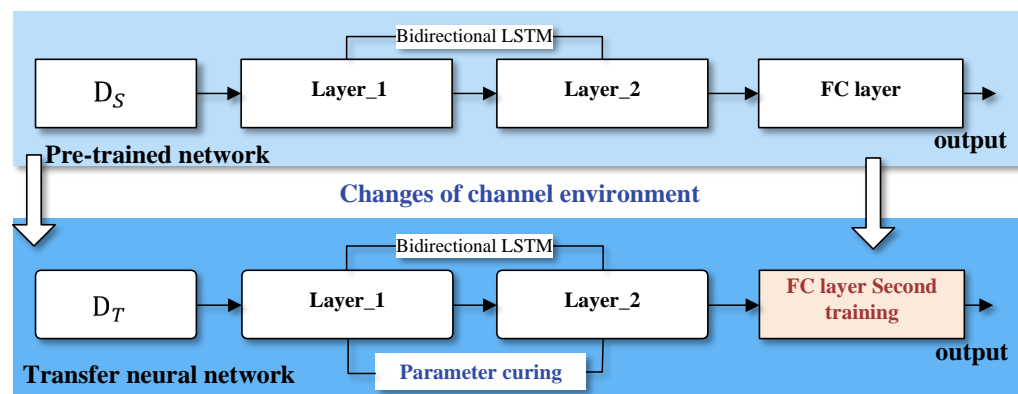 Bidirectional LSTM
D_S
Layer_1
Layer_2
FC layer
Pre-trained network
output
Changes of channel environment
Bidirectional LSTM
D_T
Layer_1
Layer_2
FC layer Second
training
output
Parameter curing
Transfer neural network